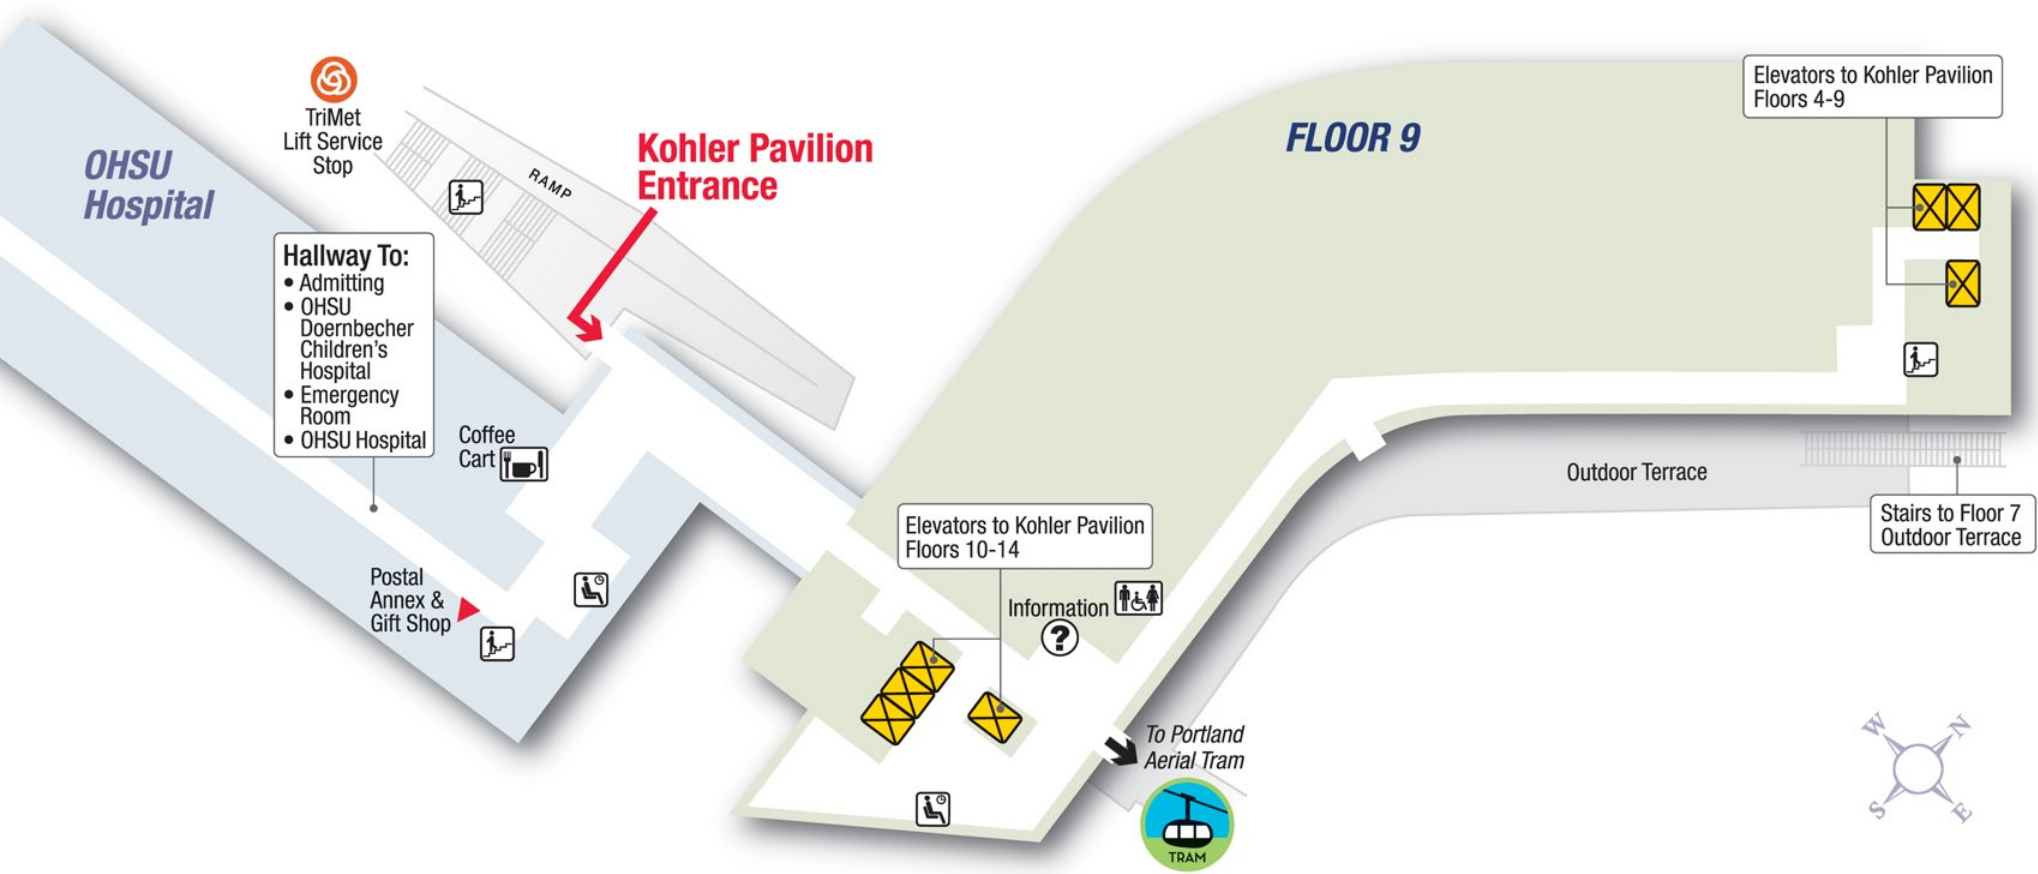 OHSU
Hospital
TriMet
Lift Service
Stop
RAMP
Kohler Pavilion
Entrance
FLOOR 9
Elevators to Kohler Pavilion
Floors 4-9
Hallway To:
• Admitting
• OHSU
Doernbecher
Children's
Hospital
• Emergency
Room
• OHSU Hospital
Coffee
Cart
Postal
Annex &
Gift Shop
Elevators to Kohler Pavilion
Floors 10-14
Information
?
Outdoor Terrace
Stairs to Floor 7
Outdoor Terrace
To Portland
Aerial Tram
TRAM
W
N
S
E